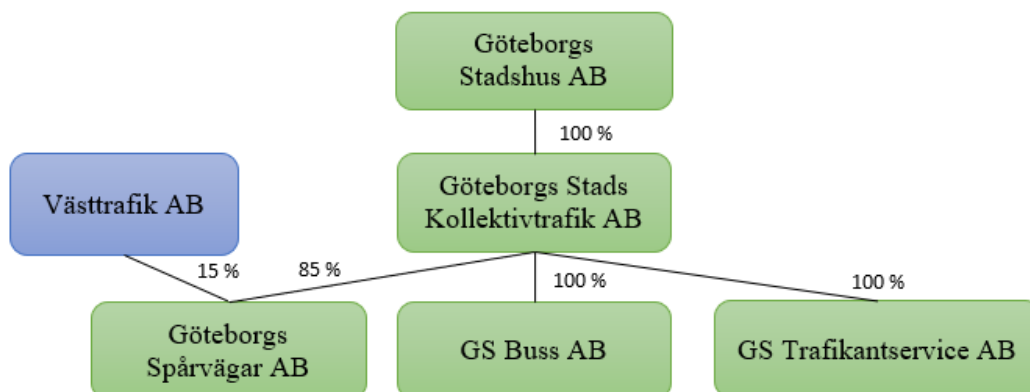 Göteborgs
Stadshus AB
100 %
Västtrafik AB
Göteborgs Stads
Kollektivtrafik AB
15 %
85 %
100 %
100 %
Göteborgs
Spårvägar AB
GS Buss AB
GS Trafikantservice AB